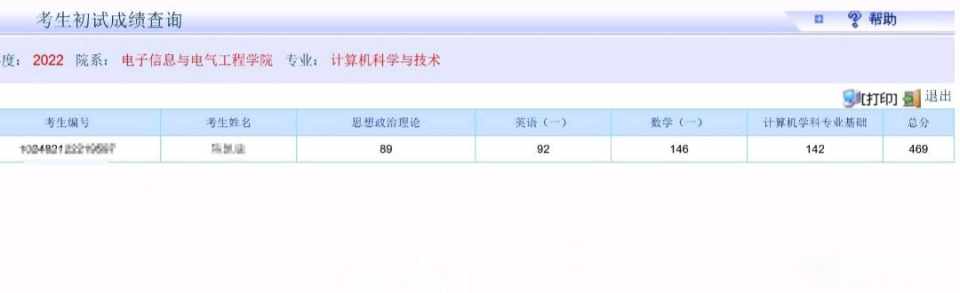 考生初试成绩查询 帮助
度： 2022 院系： 电子信息与电气工程学院 专业： 计算机科学与技术
[打印] 退出
考生编号 考生姓名 思想政治理论 英语（一） 数学（一） 计算机学科专业基础 总分
89 92 146 142 469